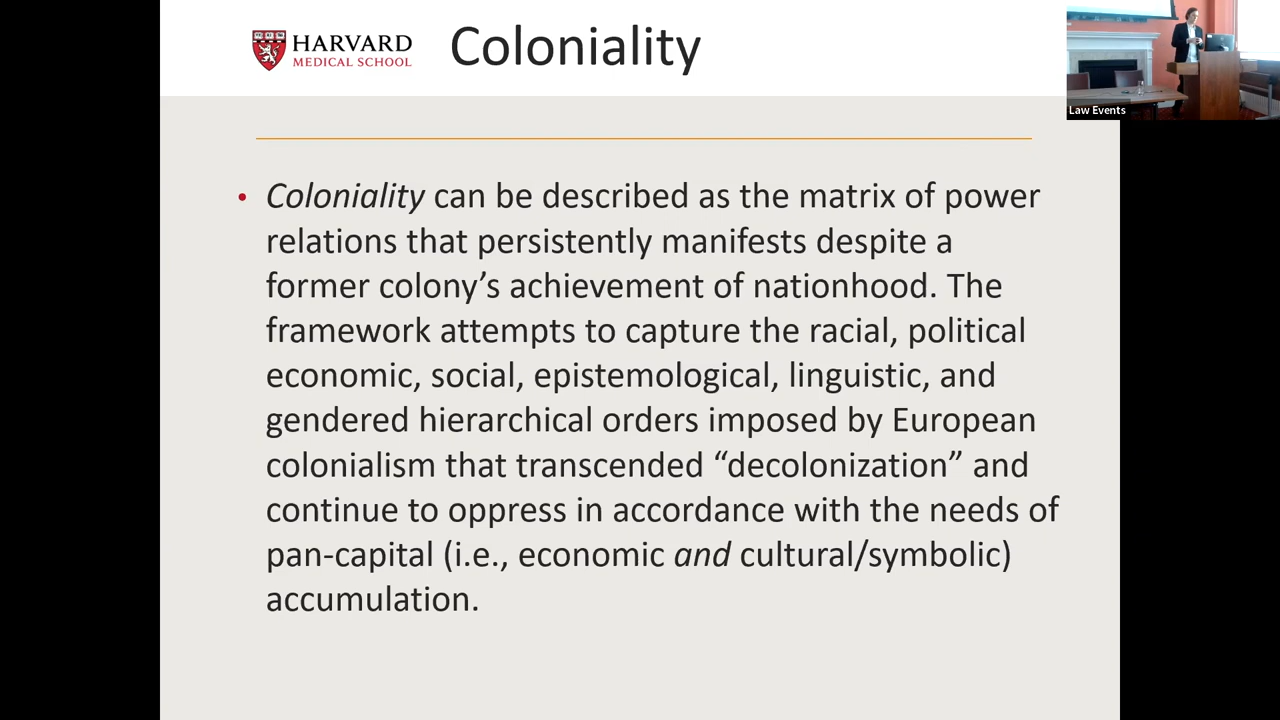 HARVARD
MEDICAL SCHOOL
Coloniality
Law Events
• Coloniality can be described as the matrix of power
relations that persistently manifests despite a
former colony’s achievement of nationhood. The
framework attempts to capture the racial, political
economic, social, epistemological, linguistic, and
gendered hierarchical orders imposed by European
colonialism that transcended “decolonization” and
continue to oppress in accordance with the needs of
pan-capital (i.e., economic and cultural/symbolic)
accumulation.